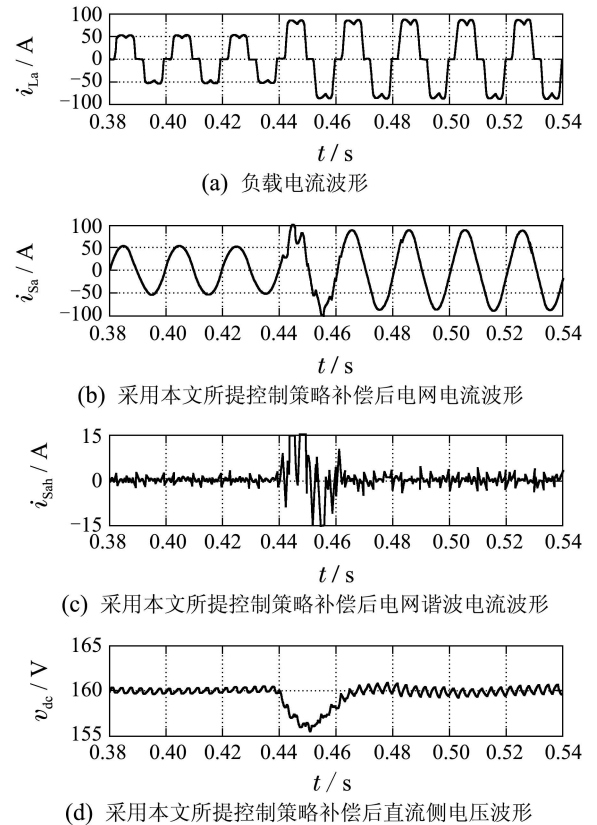 100
50
0
−50
−100
i_La / A
0.38 0.40 0.42 0.44 0.46 0.48 0.50 0.52 0.54
t / s
(a) 负载电流波形
100
50
0
−50
−100
i_Sa / A
0.38 0.40 0.42 0.44 0.46 0.48 0.50 0.52 0.54
t / s
(b) 采用本文所提控制策略补偿后电网电流波形
15
0
−15
i_Sah / A
0.38 0.40 0.42 0.44 0.46 0.48 0.50 0.52 0.54
t / s
(c) 采用本文所提控制策略补偿后电网谐波电流波形
165
160
155
v_dc / V
0.38 0.40 0.42 0.44 0.46 0.48 0.50 0.52 0.54
t / s
(d) 采用本文所提控制策略补偿后直流侧电压波形